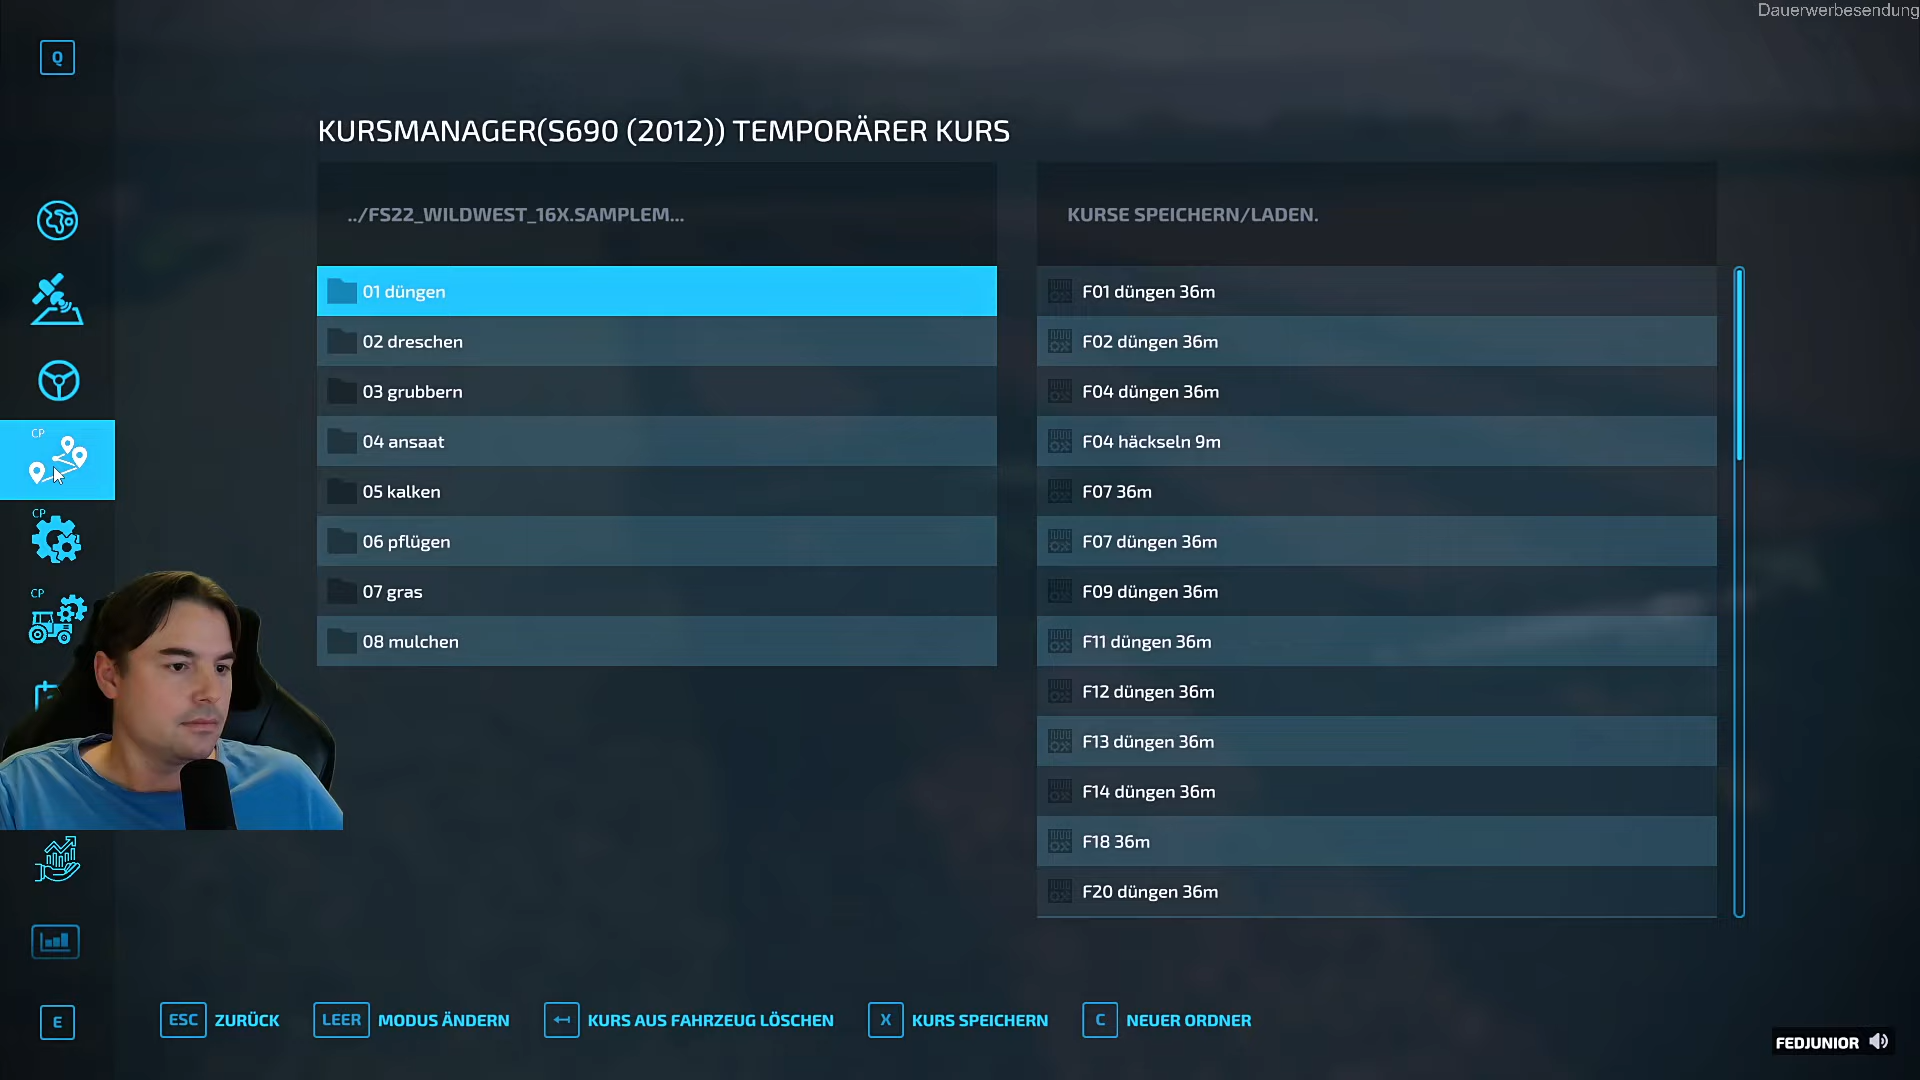 Dauerwerbesendung
Q
KURSMANAGER(S690 (2012)) TEMPORÄRER KURS
../FS22_WILDWEST_16X.SAMPLEM...
01 düngen
02 dreschen
03 grubbern
04 ansaat
05 kalken
06 pflügen
07 gras
08 mulchen
KURSE SPEICHERN/LADEN.
F01 düngen 36m
F02 düngen 36m
F04 düngen 36m
F04 häckseln 9m
F07 36m
F07 düngen 36m
F09 düngen 36m
F11 düngen 36m
F12 düngen 36m
F13 düngen 36m
F14 düngen 36m
F18 36m
F20 düngen 36m
CP
CP
CP
E
ESC ZURÜCK LEER MODUS ÄNDERN KURS AUS FAHRZEUG LÖSCHEN X KURS SPEICHERN C NEUER ORDNER
FEDJUNIOR